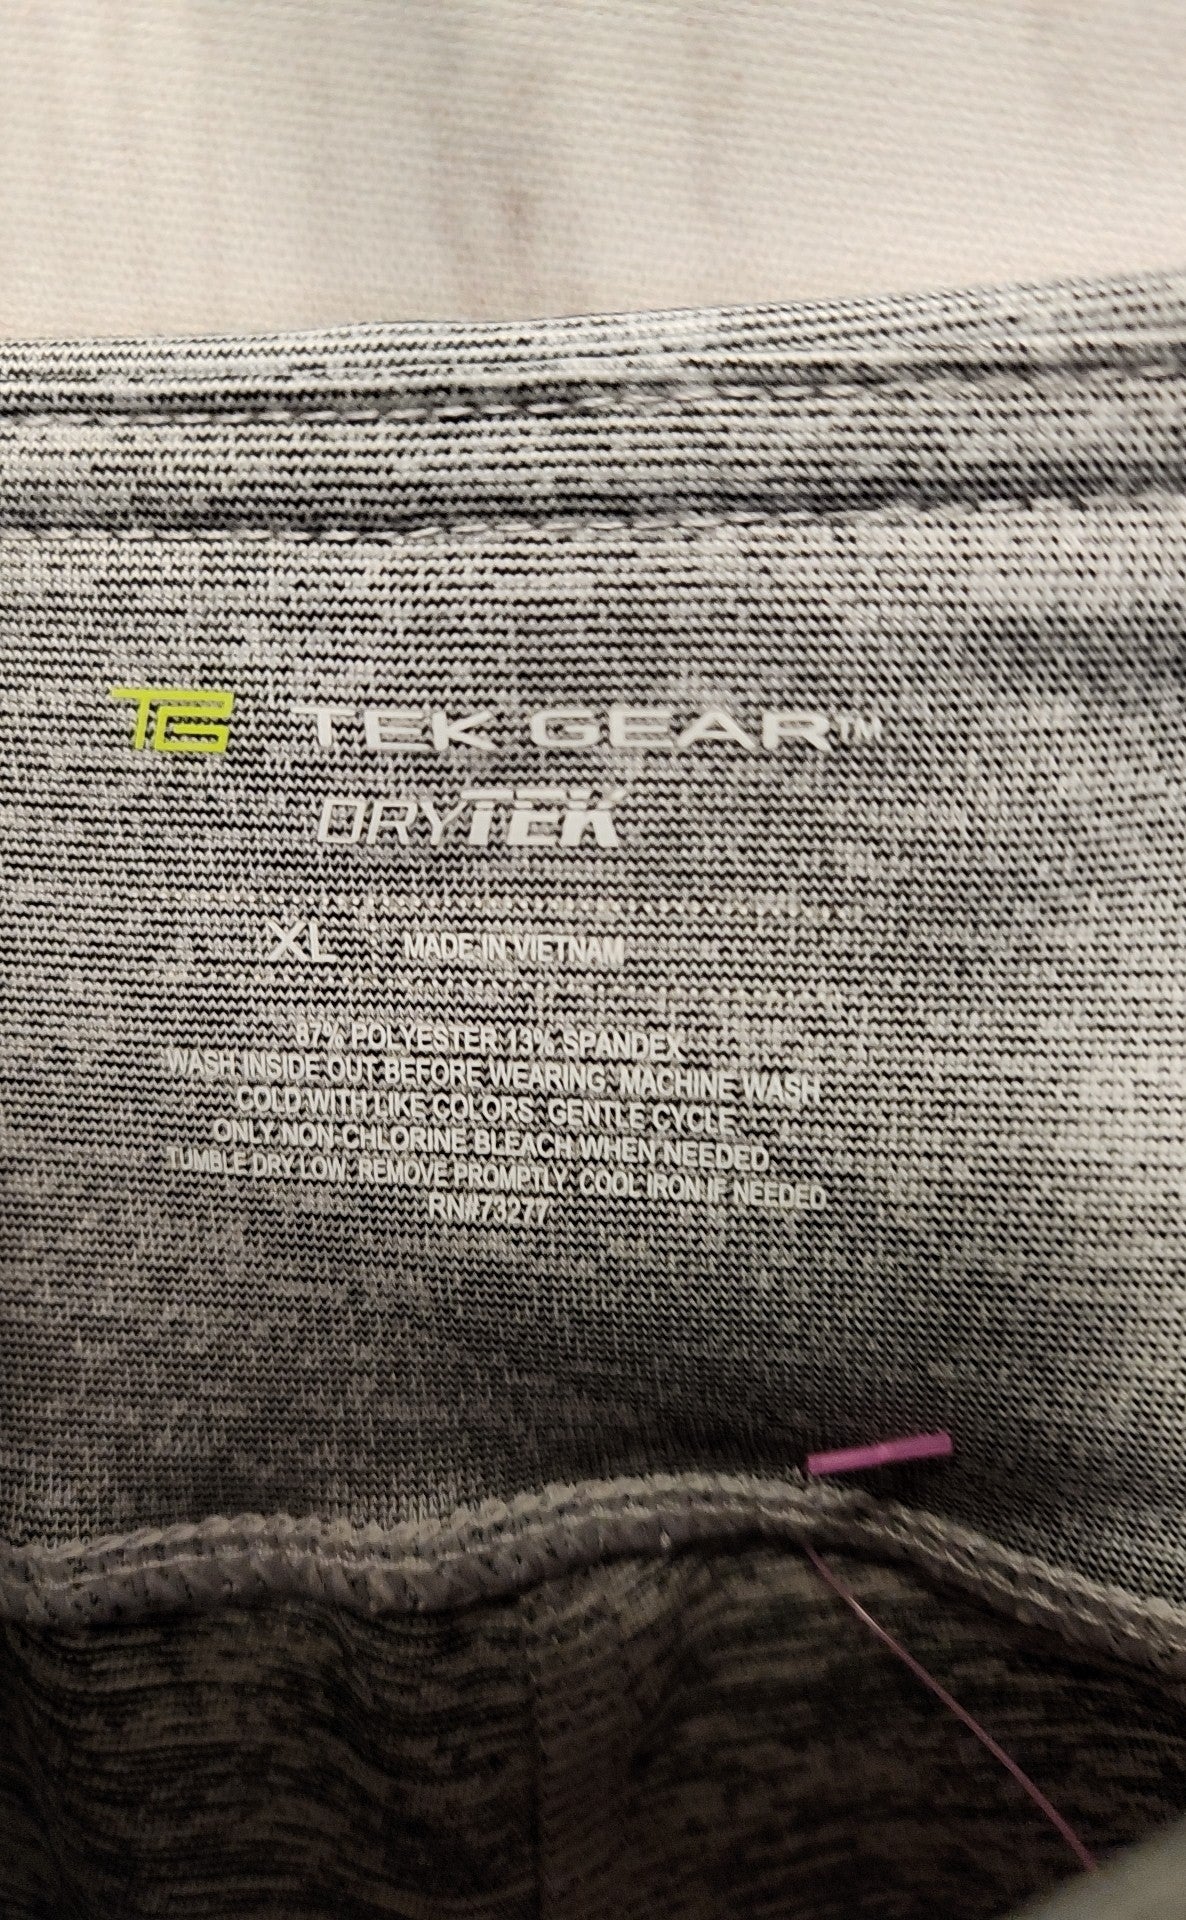 TG TEK GEAR™
DRYTEK
XL MADE IN VIETNAM
87% POLYESTER 13% SPANDEX
WASH INSIDE OUT BEFORE WEARING. MACHINE WASH
COLD WITH LIKE COLORS. GENTLE CYCLE.
ONLY NON-CHLORINE BLEACH WHEN NEEDED.
TUMBLE DRY LOW. REMOVE PROMPTLY. COOL IRON IF NEEDED
RN#73277